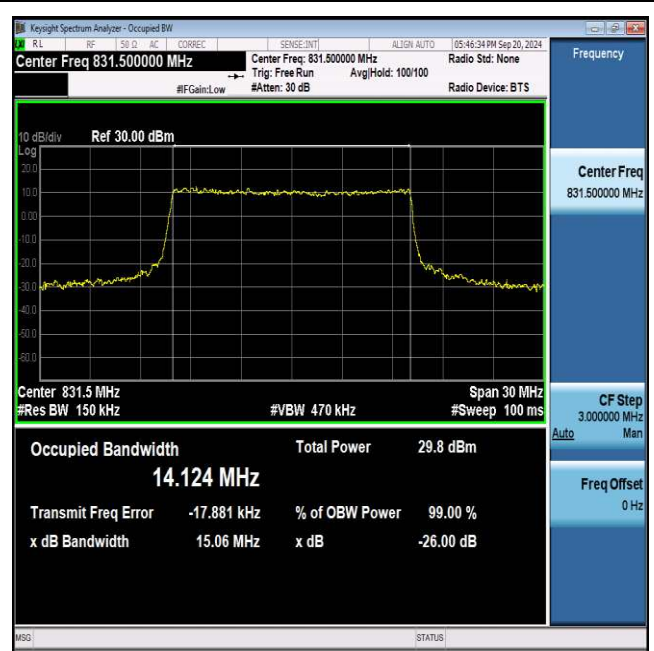 Keysight Spectrum Analyzer - Occupied BW
RL RF 50 Ω AC CORREC SENSE:INT ALIGN AUTO 05:46:34 PM Sep 20, 2024
Center Freq 831.500000 MHz
Center Freq: 831.500000 MHz Radio Std: None
Trig: Free Run Avg|Hold: 100/100
#IFGain:Low #Atten: 30 dB Radio Device: BTS
Frequency
10 dB/div Ref 30.00 dBm
Log
20.0
10.0
0.00
-10.0
-20.0
-30.0
-40.0
-50.0
-60.0
Center 831.5 MHz Span 30 MHz
#Res BW 150 kHz #VBW 470 kHz #Sweep 100 ms
Occupied Bandwidth Total Power 29.8 dBm
14.124 MHz
Transmit Freq Error -17.881 kHz % of OBW Power 99.00 %
x dB Bandwidth 15.06 MHz x dB -26.00 dB
Center Freq
831.500000 MHz
CF Step
3.000000 MHz
Auto Man
Freq Offset
0 Hz
MSG STATUS